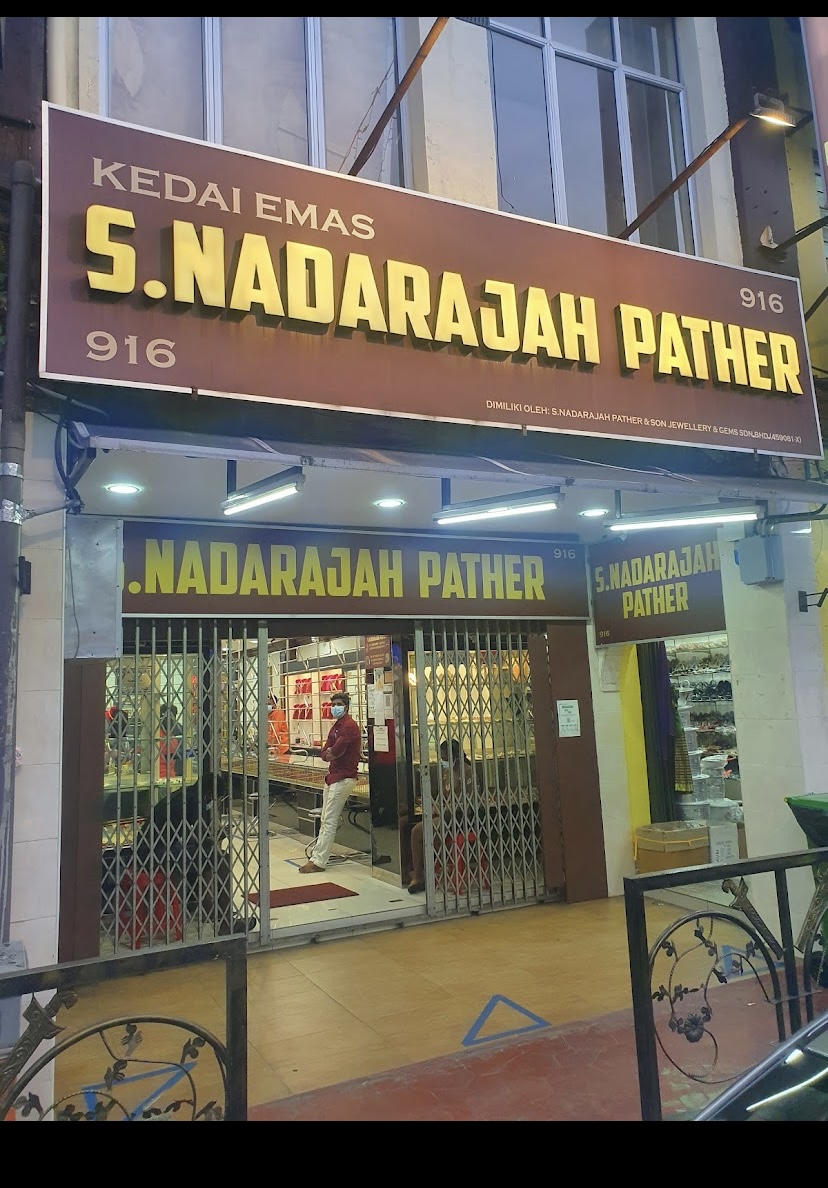 KEDAI EMAS
S.NADARAJAH PATHER
916
916
DIMILIKI OLEH: S.NADARAJAH PATHER & SON JEWELLERY & GEMS SDN.BHD.(459081-X)
S.NADARAJAH PATHER
916
S.NADARAJAH
PATHER
916